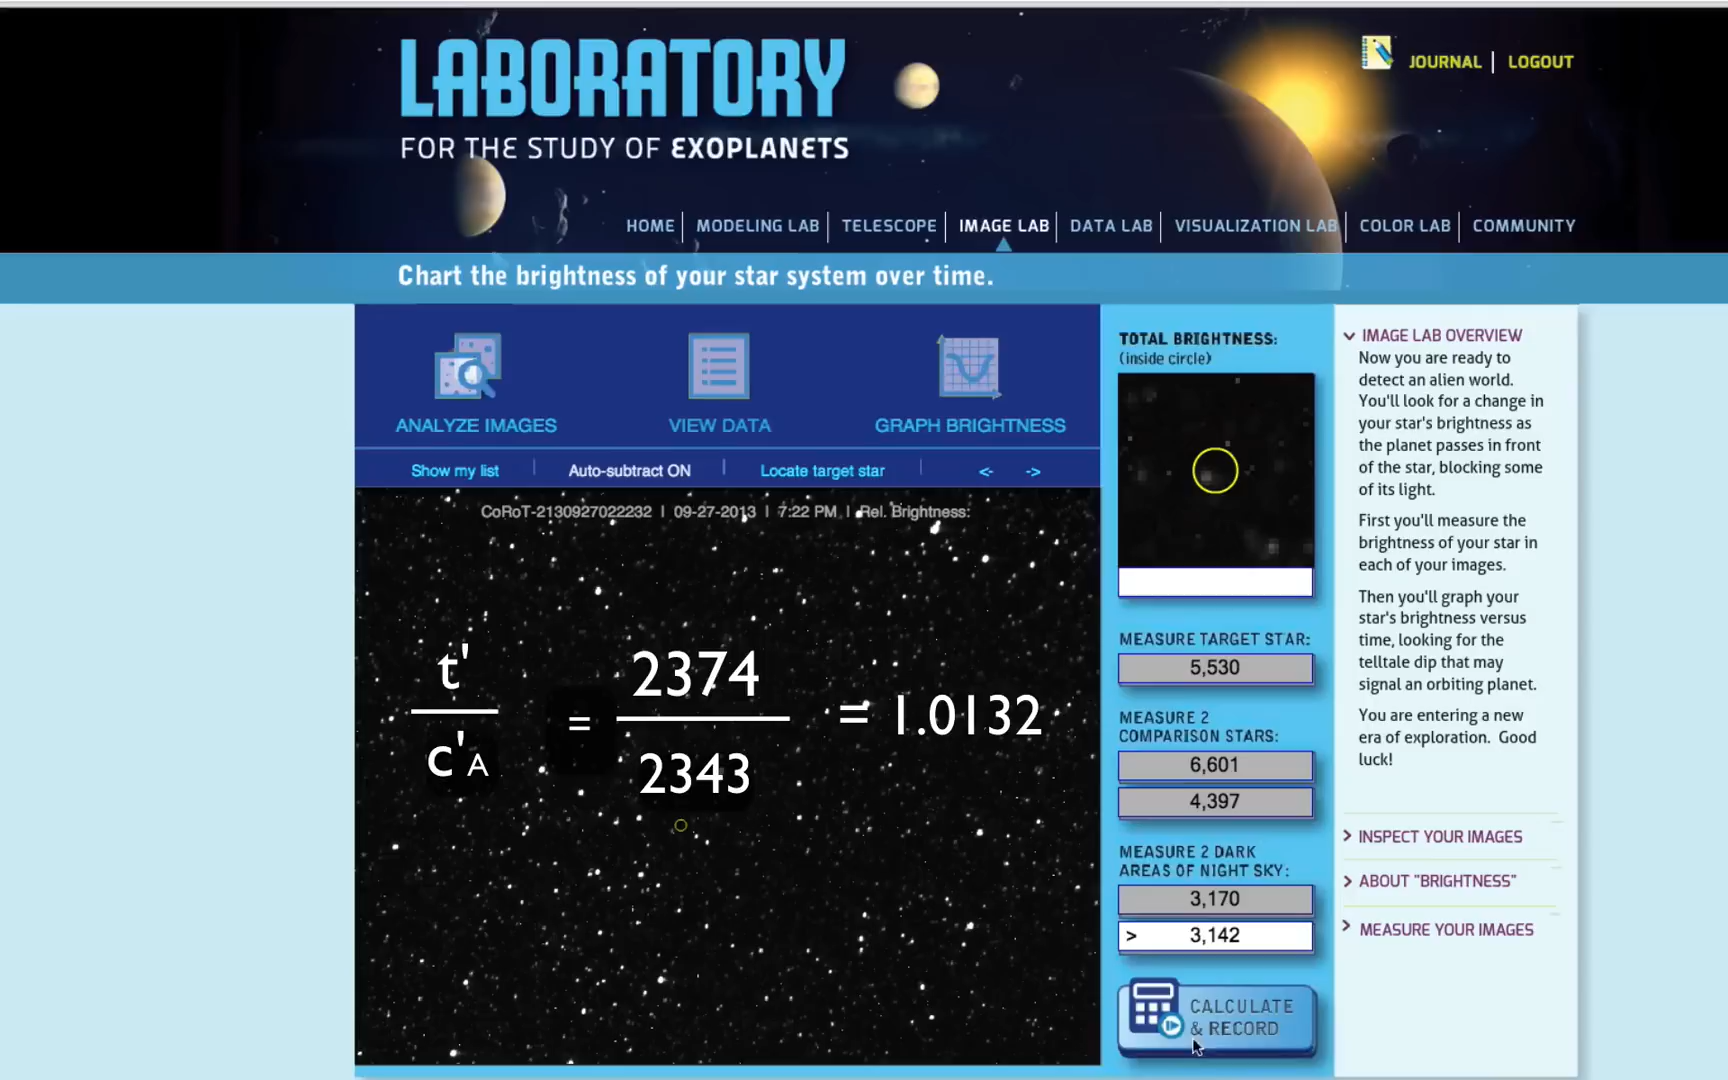 LABORATORY
FOR THE STUDY OF EXOPLANETS
JOURNAL | LOGOUT
HOME | MODELING LAB | TELESCOPE | IMAGE LAB | DATA LAB | VISUALIZATION LAB | COLOR LAB | COMMUNITY
Chart the brightness of your star system over time.
ANALYZE IMAGES
VIEW DATA
GRAPH BRIGHTNESS
Show my list | Auto-subtract ON | Locate target star | <- ->
CoRoT-2130927022232 | 09-27-2013 | 7:22 PM | Rel. Brightness:
t'
c'A
=
2374
2343
= 1.0132
TOTAL BRIGHTNESS:
(inside circle)
MEASURE TARGET STAR:
5,530
MEASURE 2
COMPARISON STARS:
6,601
4,397
MEASURE 2 DARK
AREAS OF NIGHT SKY:
3,170
> 3,142
CALCULATE
& RECORD
IMAGE LAB OVERVIEW
Now you are ready to
detect an alien world.
You'll look for a change in
your star's brightness as
the planet passes in front
of the star, blocking some
of its light.
First you'll measure the
brightness of your star in
each of your images.
Then you'll graph your
star's brightness versus
time, looking for the
telltale dip that may
signal an orbiting planet.
You are entering a new
era of exploration. Good
luck!
> INSPECT YOUR IMAGES
> ABOUT "BRIGHTNESS"
> MEASURE YOUR IMAGES